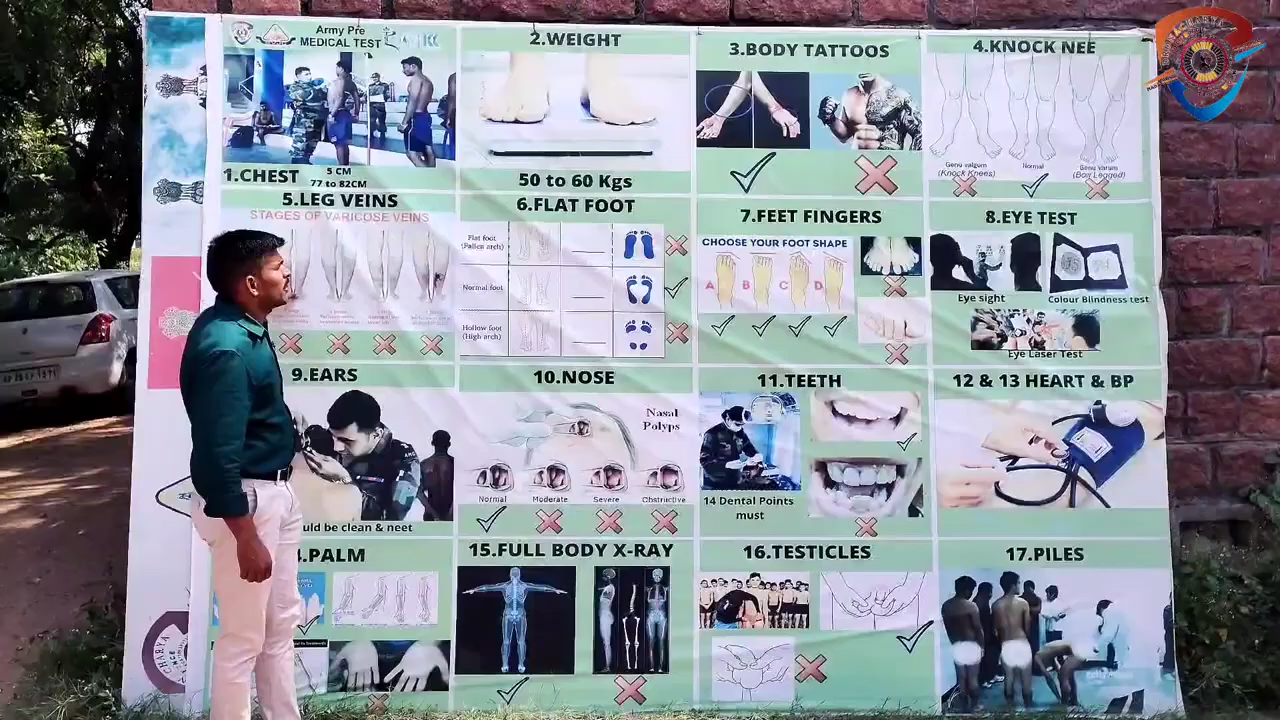 Army Pre
MEDICAL TEST
1.CHEST
5 CM
77 to 82CM
2.WEIGHT
50 to 60 Kgs
3.BODY TATTOOS
4.KNOCK NEE
Genu valgum
(Knock Knees)
Normal
Genu varum
(Bow Legged)
5.LEG VEINS
STAGES OF VARICOSE VEINS
6.FLAT FOOT
Flat foot
(Fallen arch)
Normal foot
Hollow foot
(High arch)
7.FEET FINGERS
CHOOSE YOUR FOOT SHAPE
A B C D
8.EYE TEST
Eye sight
Colour Blindness test
Eye Laser Test
9.EARS
uld be clean & neet
10.NOSE
Nasal
Polyps
Normal Moderate Severe Obstructive
11.TEETH
14 Dental Points
must
12 & 13 HEART & BP
.PALM
15.FULL BODY X-RAY
16.TESTICLES
17.PILES